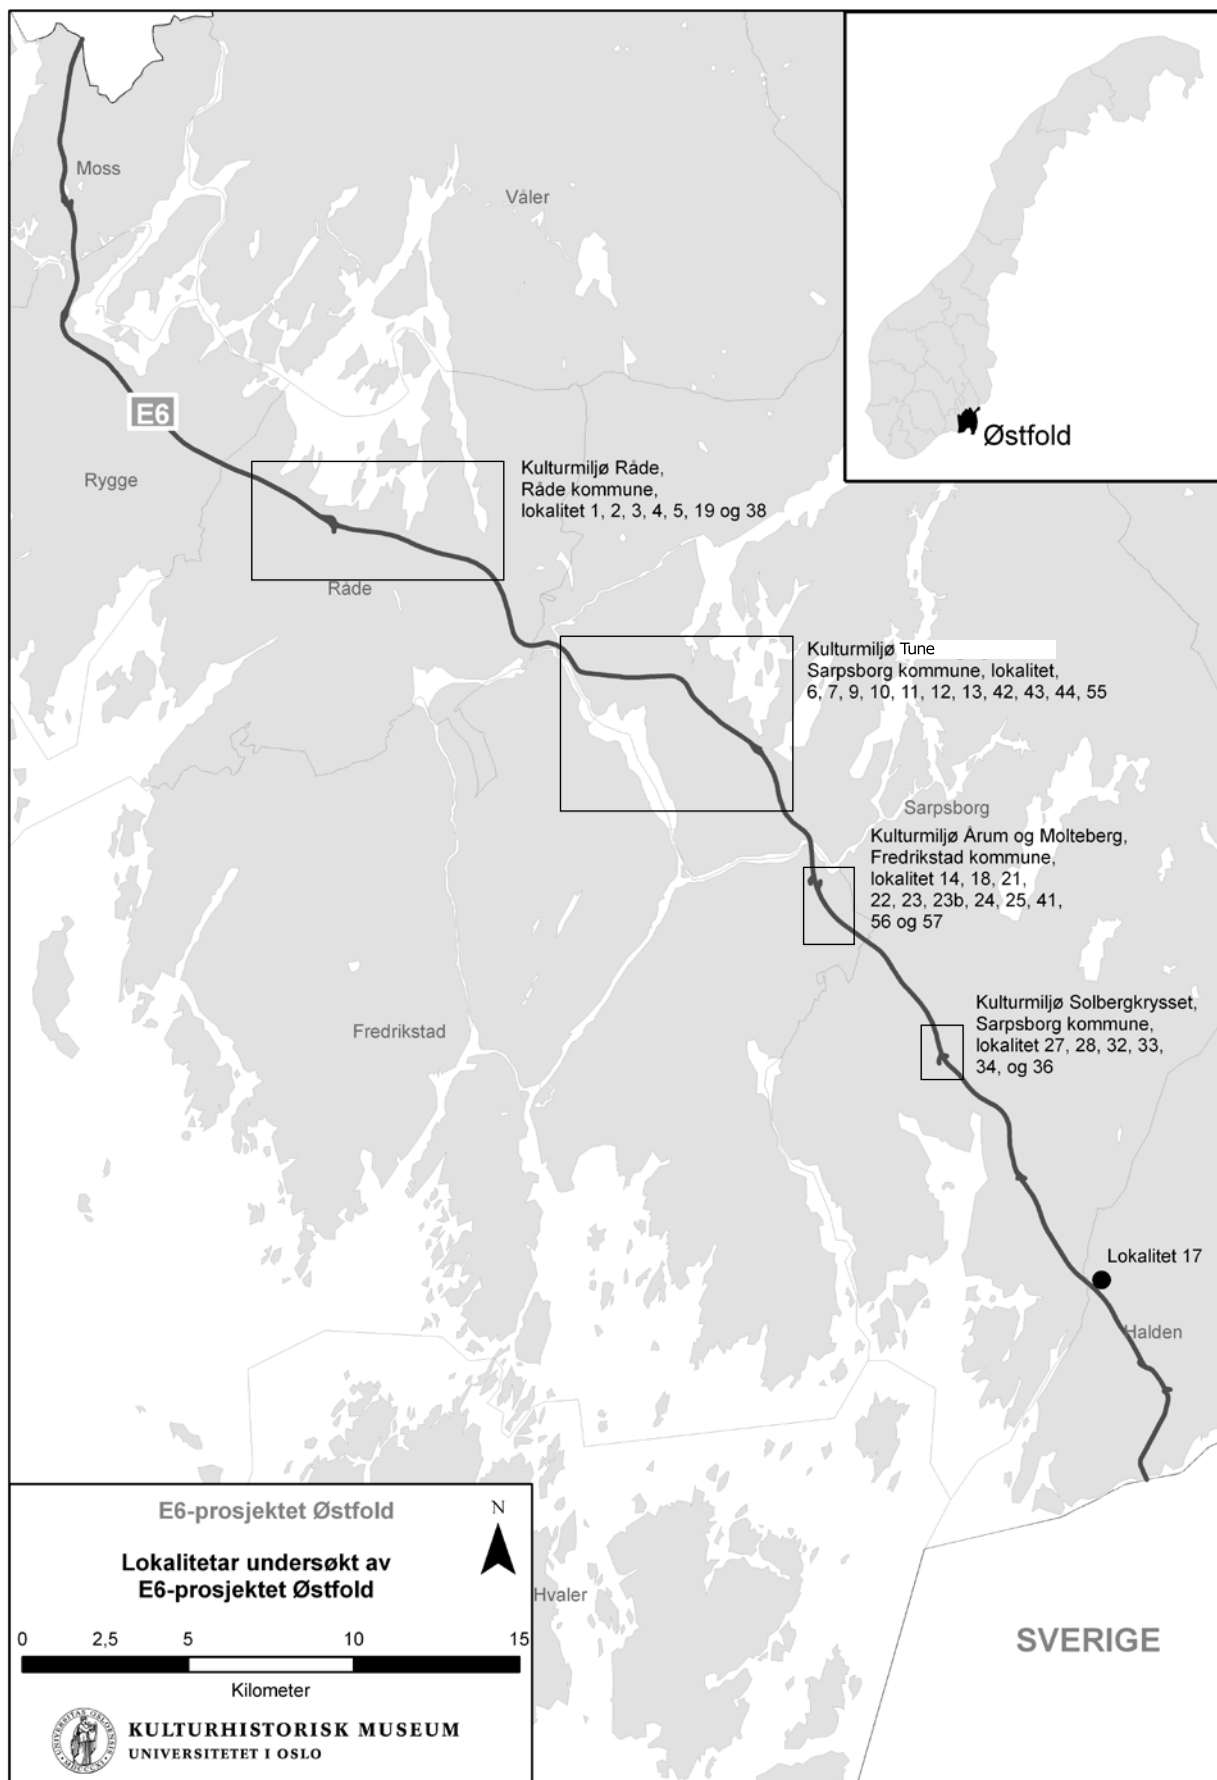 Moss
Våler
Østfold
E6
Rygge
Kulturmiljø Råde,
Råde kommune,
lokalitet 1, 2, 3, 4, 5, 19 og 38
Råde
Kulturmiljø Tune
Sarpsborg kommune, lokalitet,
6, 7, 9, 10, 11, 12, 13, 42, 43, 44, 55
Sarpsborg
Kulturmiljø Årum og Molteberg,
Fredrikstad kommune,
lokalitet 14, 18, 21,
22, 23, 23b, 24, 25, 41,
56 og 57
Fredrikstad
Kulturmiljø Solbergkrysset,
Sarpsborg kommune,
lokalitet 27, 28, 32, 33,
34, og 36
Lokalitet 17
Halden
E6-prosjektet Østfold
N
Lokalitetar undersøkt av
E6-prosjektet Østfold
Hvaler
SVERIGE
0 2,5 5 10 15
Kilometer
UNIVERSITAS OSLOENSIS
MDCCCXI
KULTURHISTORISK MUSEUM
UNIVERSITETET I OSLO